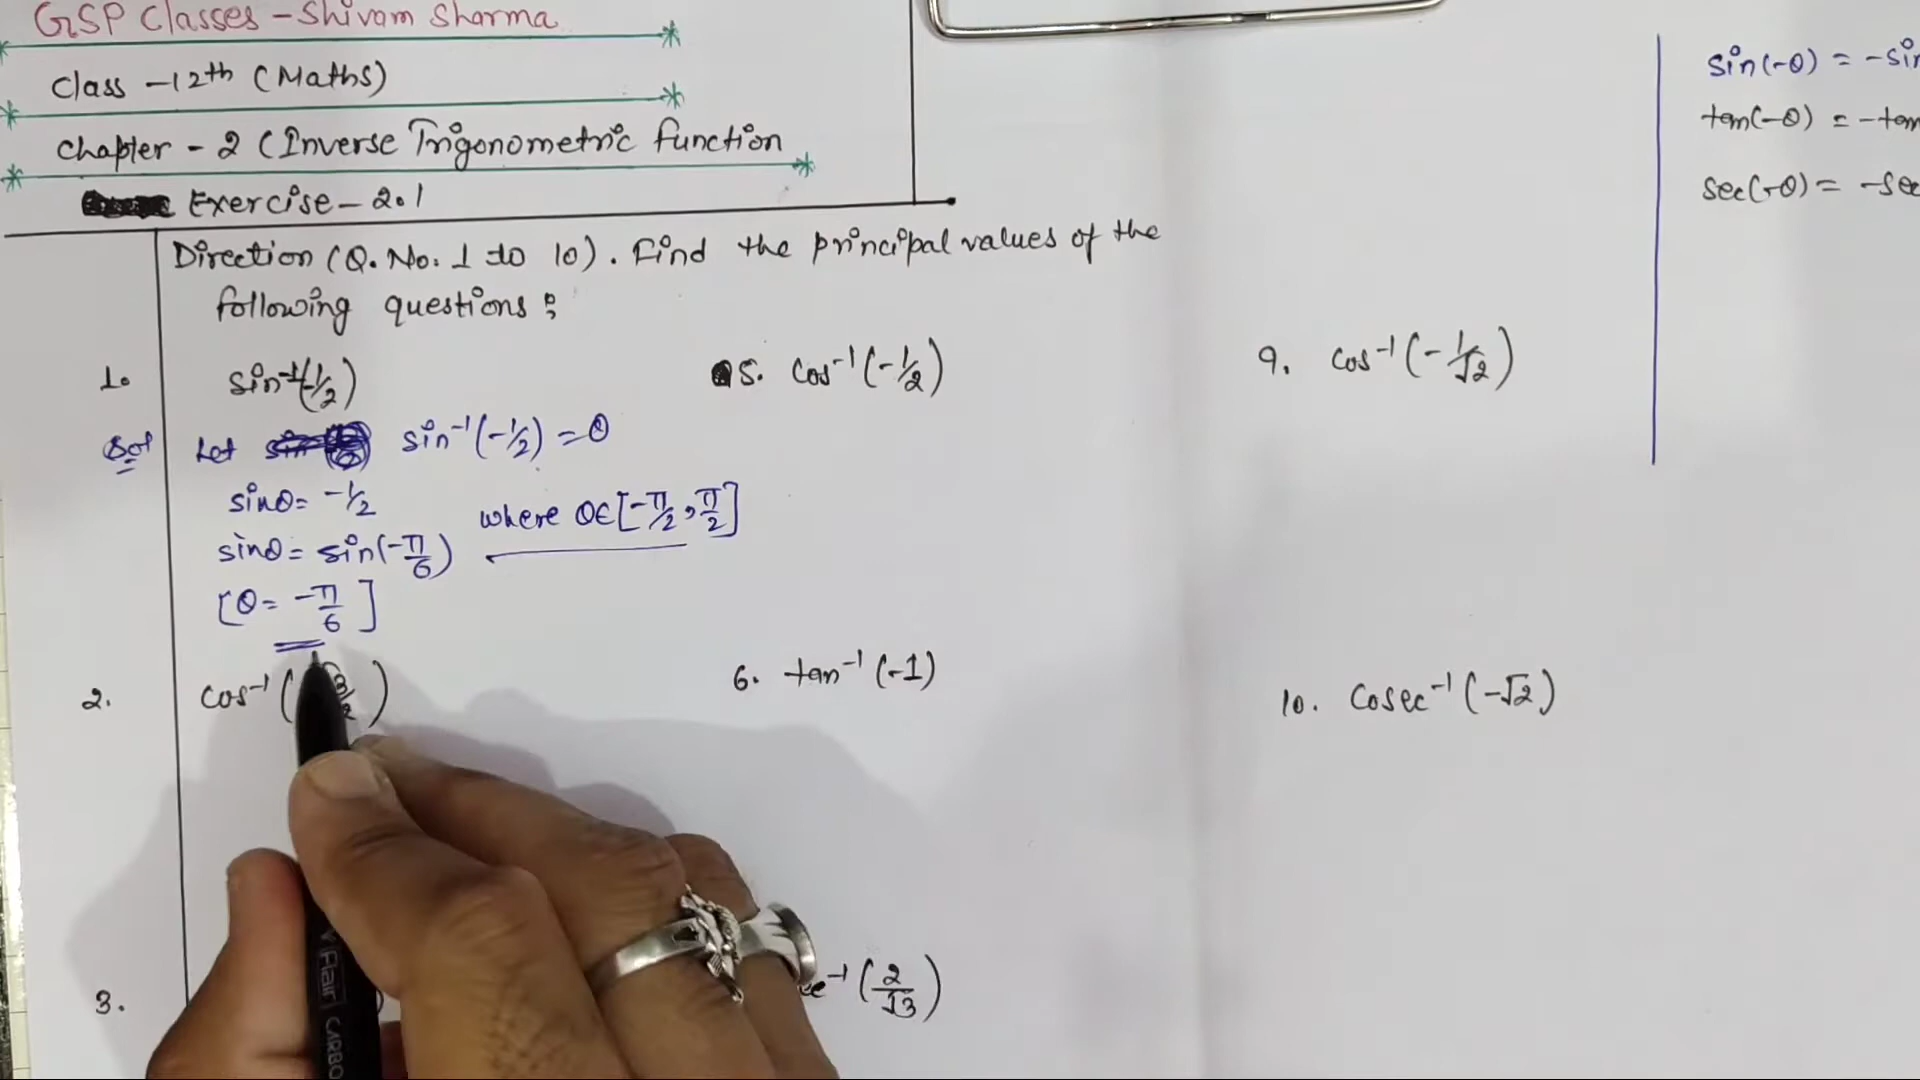 GSP Classes - Shivam Sharma
Class - 12th (Maths)
Chapter - 2 (Inverse Trigonometric function
Exercise - 2.1
Direction (Q. No. 1 to 10). Find the principal values of the
following questions :
1. sin⁻¹(-1/2)
Sol Let sin⁻¹(-1/2) = θ
sinθ = -1/2
where θ∈[-π/2, π/2]
sinθ = sin(-π/6)
[θ = -π/6]
2. cos⁻¹(
3.
5. cos⁻¹(-1/2)
6. tan⁻¹(-1)
⁻¹(2/√3)
9. cos⁻¹(-1/√2)
10. Cosec⁻¹(-√2)
sin(-θ) = -sin
tan(-θ) = -tan
sec(-θ) = -sec
Flair